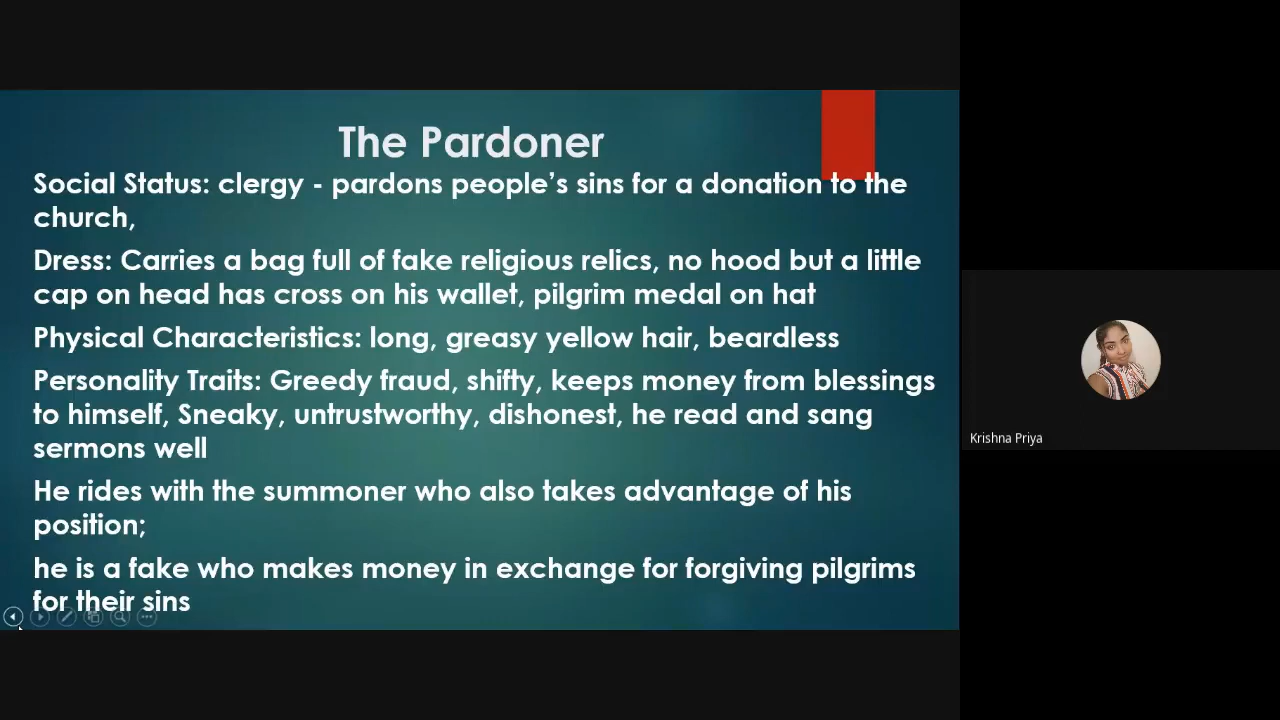 The Pardoner
Social Status: clergy - pardons people’s sins for a donation to the
church,
Dress: Carries a bag full of fake religious relics, no hood but a little
cap on head has cross on his wallet, pilgrim medal on hat
Physical Characteristics: long, greasy yellow hair, beardless
Personality Traits: Greedy fraud, shifty, keeps money from blessings
to himself, Sneaky, untrustworthy, dishonest, he read and sang
sermons well
He rides with the summoner who also takes advantage of his
position;
he is a fake who makes money in exchange for forgiving pilgrims
for their sins
Krishna Priya